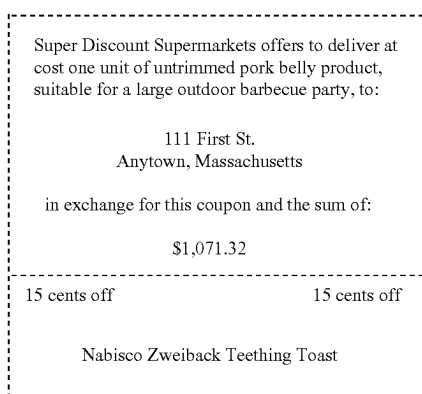 Super Discount Supermarkets offers to deliver at
cost one unit of untrimmed pork belly product,
suitable for a large outdoor barbecue party, to:
111 First St.
Anytown, Massachusetts
in exchange for this coupon and the sum of:
$1,071.32
15 cents off 15 cents off
Nabisco Zweiback Teething Toast